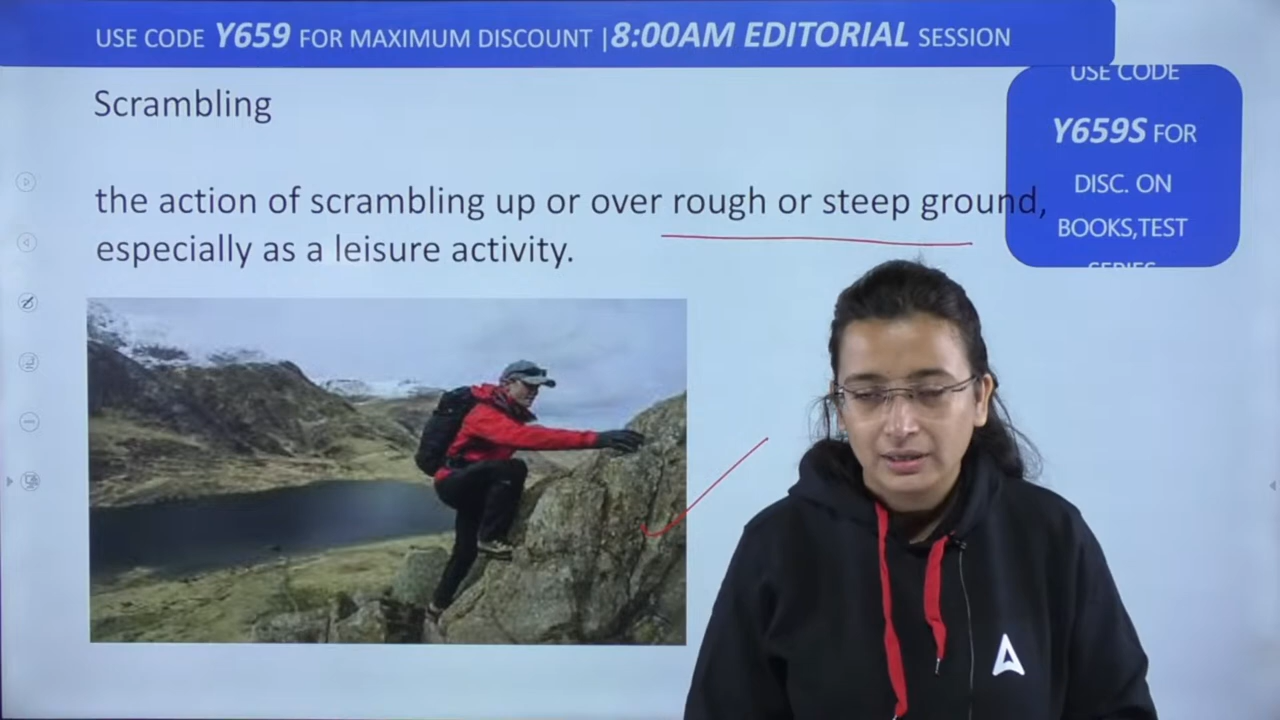 USE CODE Y659 FOR MAXIMUM DISCOUNT |8:00AM EDITORIAL SESSION
Scrambling
the action of scrambling up or over rough or steep ground,
especially as a leisure activity.
USE CODE
Y659S FOR
DISC. ON
BOOKS,TEST
SERIES